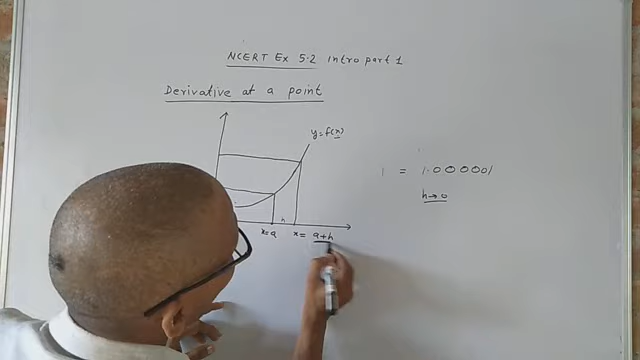 NCERT Ex 5.2 Intro part 1
Derivative at a point
y=f(x)
1 = 1.000001
h→0
h
x=a x= a+h